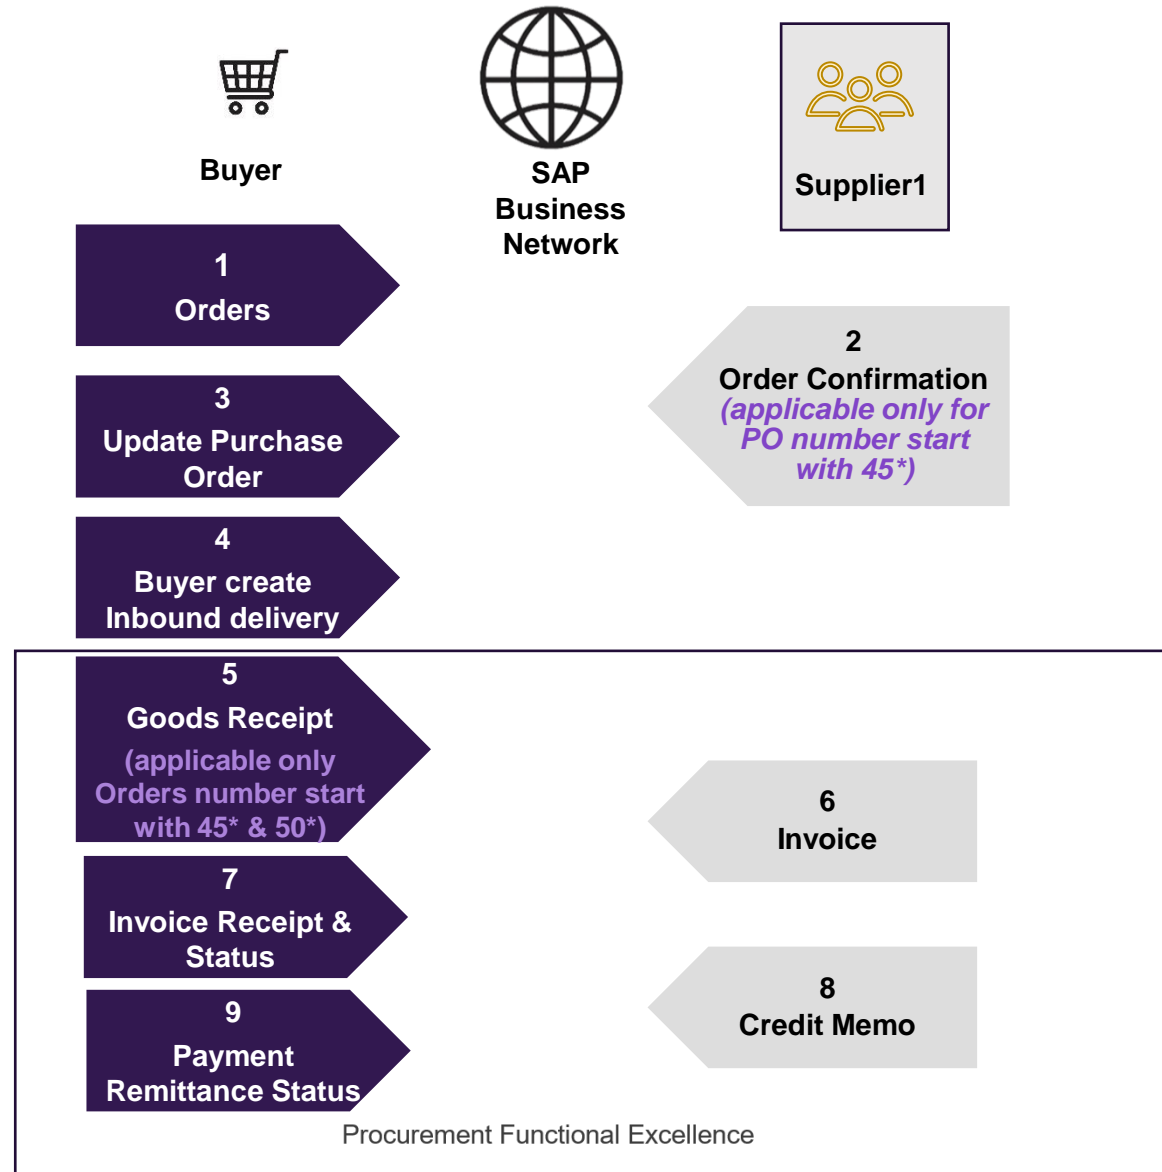 Buyer
SAP
Business
Network
Supplier1
1
Orders
2
Order Confirmation
(applicable only for
PO number start
with 45*)
3
Update Purchase
Order
4
Buyer create
Inbound delivery
5
Goods Receipt
(applicable only
Orders number start
with 45* & 50*)
6
Invoice
7
Invoice Receipt &
Status
8
Credit Memo
9
Payment
Remittance Status
Procurement Functional Excellence